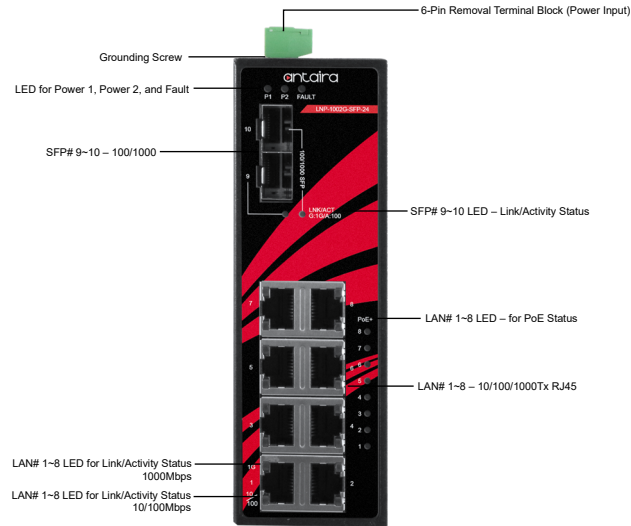 6-Pin Removal Terminal Block (Power Input)
Grounding Screw
antaira
LED for Power 1, Power 2, and Fault
P1 P2 FAULT
LNP-1002G-SFP-24
10
SFP# 9~10 – 100/1000
100/1000 SFP
9
LNK/ACT
G:1G/A:100
SFP# 9~10 LED – Link/Activity Status
7
8
PoE+
LAN# 1~8 LED – for PoE Status
8
7
5
6
6
5
LAN# 1~8 – 10/100/1000Tx RJ45
4
3
4
3
2
1
LAN# 1~8 LED for Link/Activity Status
1000Mbps
1G
1
2
LAN# 1~8 LED for Link/Activity Status
10/100Mbps
10
100